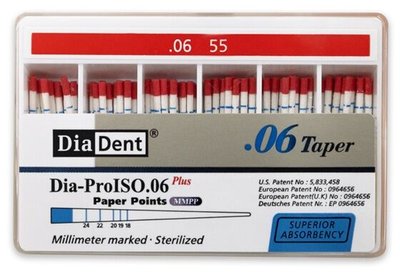 .06 55
DiaDent®
.06 Taper
Dia-ProISO.06 Plus
Paper Points MMPP
24 22 20 19 18
Millimeter marked · Sterilized
U.S. Patent No : 5,833,458
European Patent No : 0964656
European Patent(U.K) No : 0964656
Deutsches Patent Nr. : EP 0964656
SUPERIOR
ABSORBENCY